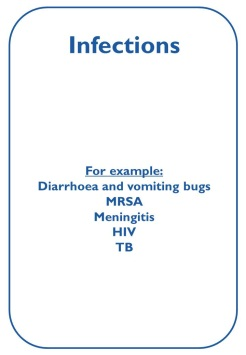 Infections
For example:
Diarrhoea and vomiting bugs
MRSA
Meningitis
HIV
TB